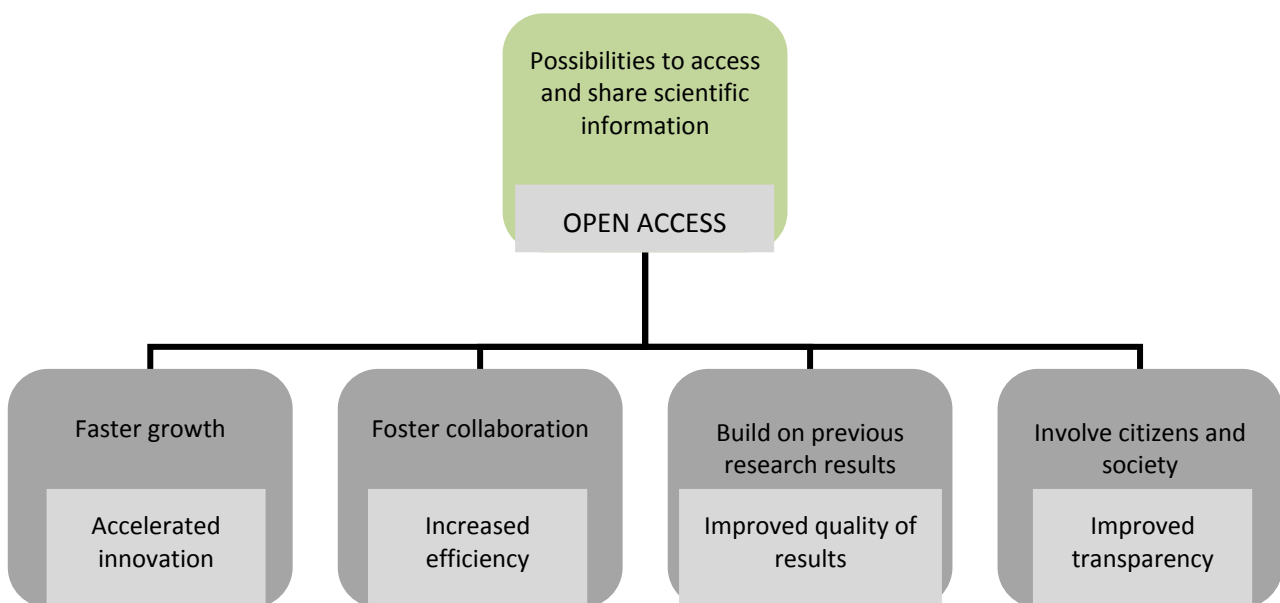 Possibilities to access
and share scientific
information
OPEN ACCESS
Faster growth
Accelerated
innovation
Foster collaboration
Increased
efficiency
Build on previous
research results
Improved quality of
results
Involve citizens and
society
Improved
transparency